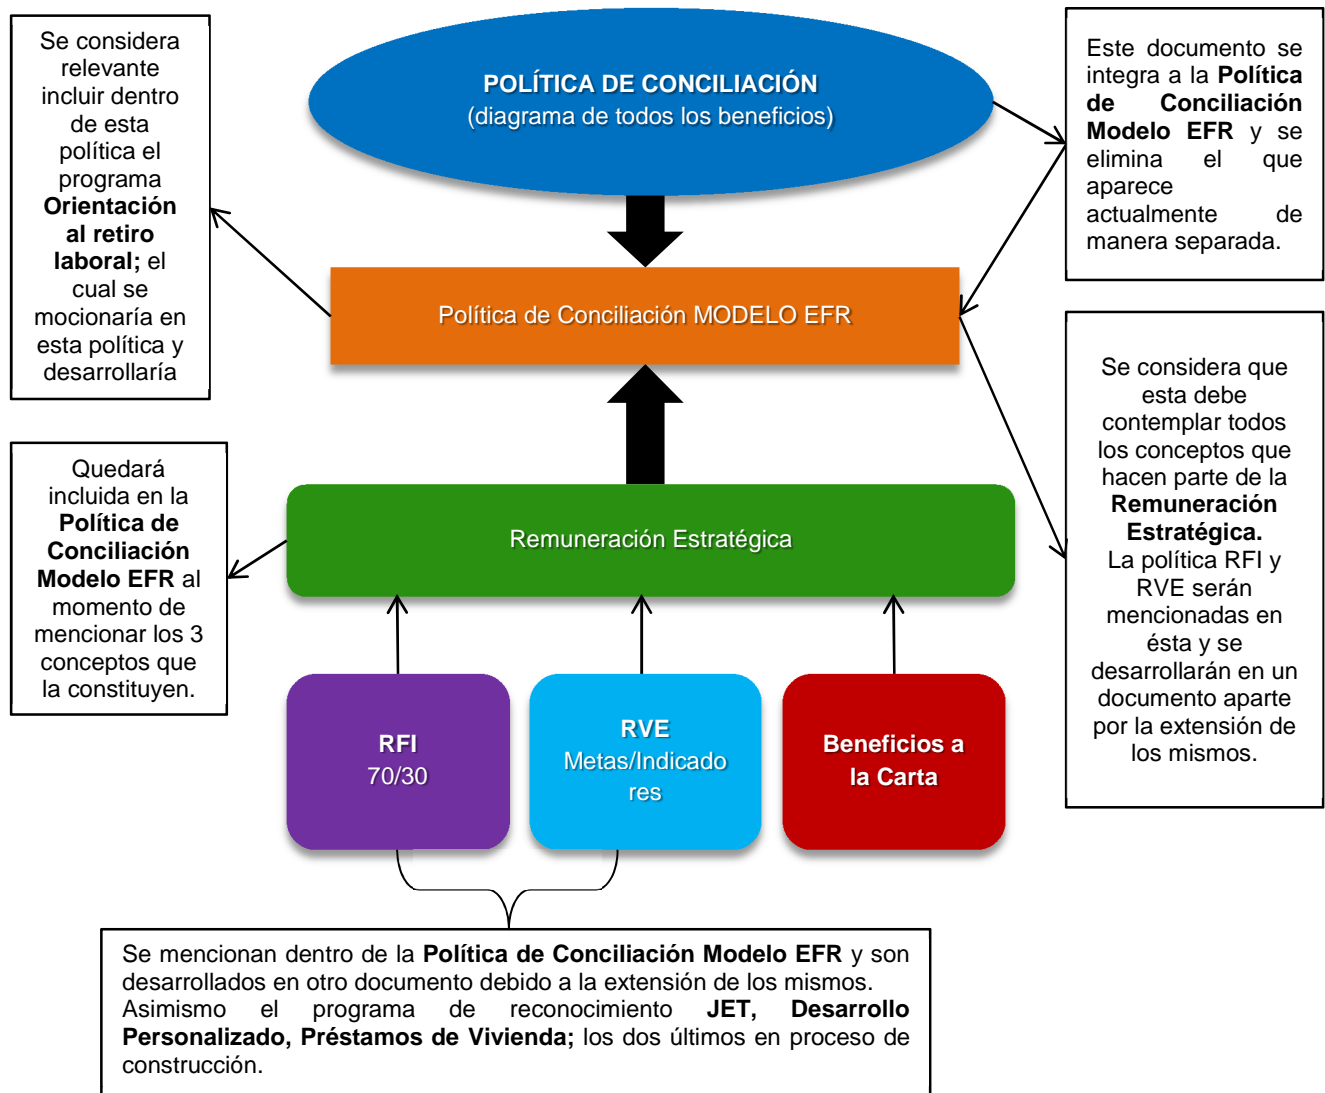 Se considera
relevante
incluir dentro
de esta
política el
programa
Orientación
al retiro
laboral; el
cual se
mocionaría en
esta política y
desarrollaría
POLÍTICA DE CONCILIACIÓN
(diagrama de todos los beneficios)
Este documento se
integra a la Política
de Conciliación
Modelo EFR y se
elimina el que
aparece
actualmente de
manera separada.
Política de Conciliación MODELO EFR
Se considera que
esta debe
contemplar todos
los conceptos que
hacen parte de la
Remuneración
Estratégica.
La política RFI y
RVE serán
mencionadas en
ésta y se
desarrollarán en un
documento aparte
por la extensión de
los mismos.
Quedará
incluida en la
Política de
Conciliación
Modelo EFR al
momento de
mencionar los 3
conceptos que
la constituyen.
Remuneración Estratégica
RFI
70/30
RVE
Metas/Indicado
res
Beneficios a
la Carta
Se mencionan dentro de la Política de Conciliación Modelo EFR y son
desarrollados en otro documento debido a la extensión de los mismos.
Asimismo el programa de reconocimiento JET, Desarrollo
Personalizado, Préstamos de Vivienda; los dos últimos en proceso de
construcción.